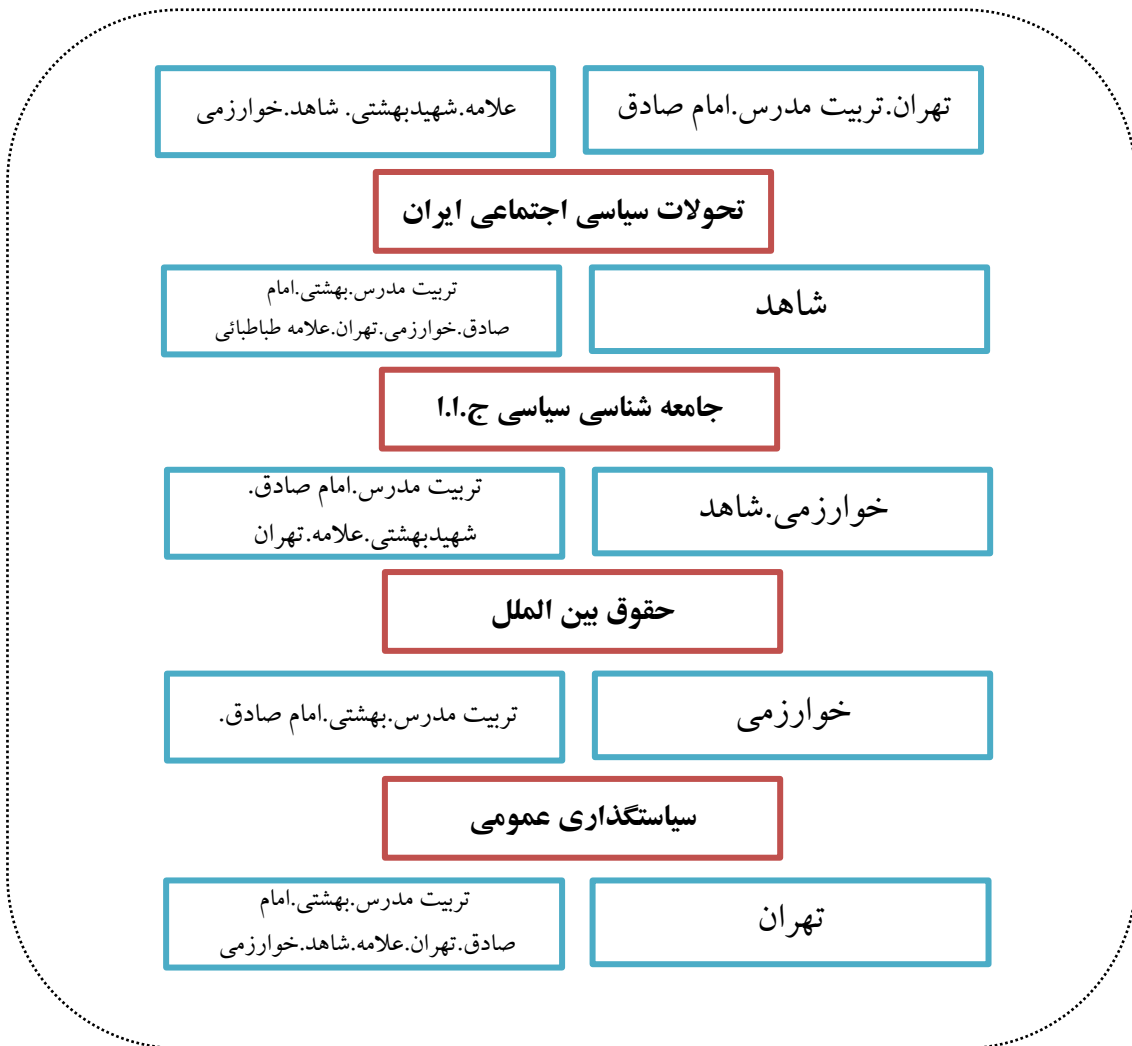 تهران.تربیت مدرس.امام صادق
علامه.شهیدبهشتی. شاهد.خوارزمی
تحولات سیاسی اجتماعی ایران
شاهد
تربیت مدرس.بهشتی.امام
صادق.خوارزمی.تهران.علامه طباطبائی
جامعه شناسی سیاسی ج.ا.ا
خوارزمی.شاهد
تربیت مدرس.امام صادق.
شهیدبهشتی.علامه.تهران
حقوق بین الملل
خوارزمی
تربیت مدرس.بهشتی.امام صادق.
سیاستگذاری عمومی
تهران
تربیت مدرس.بهشتی.امام
صادق.تهران.علامه.شاهد.خوارزمی